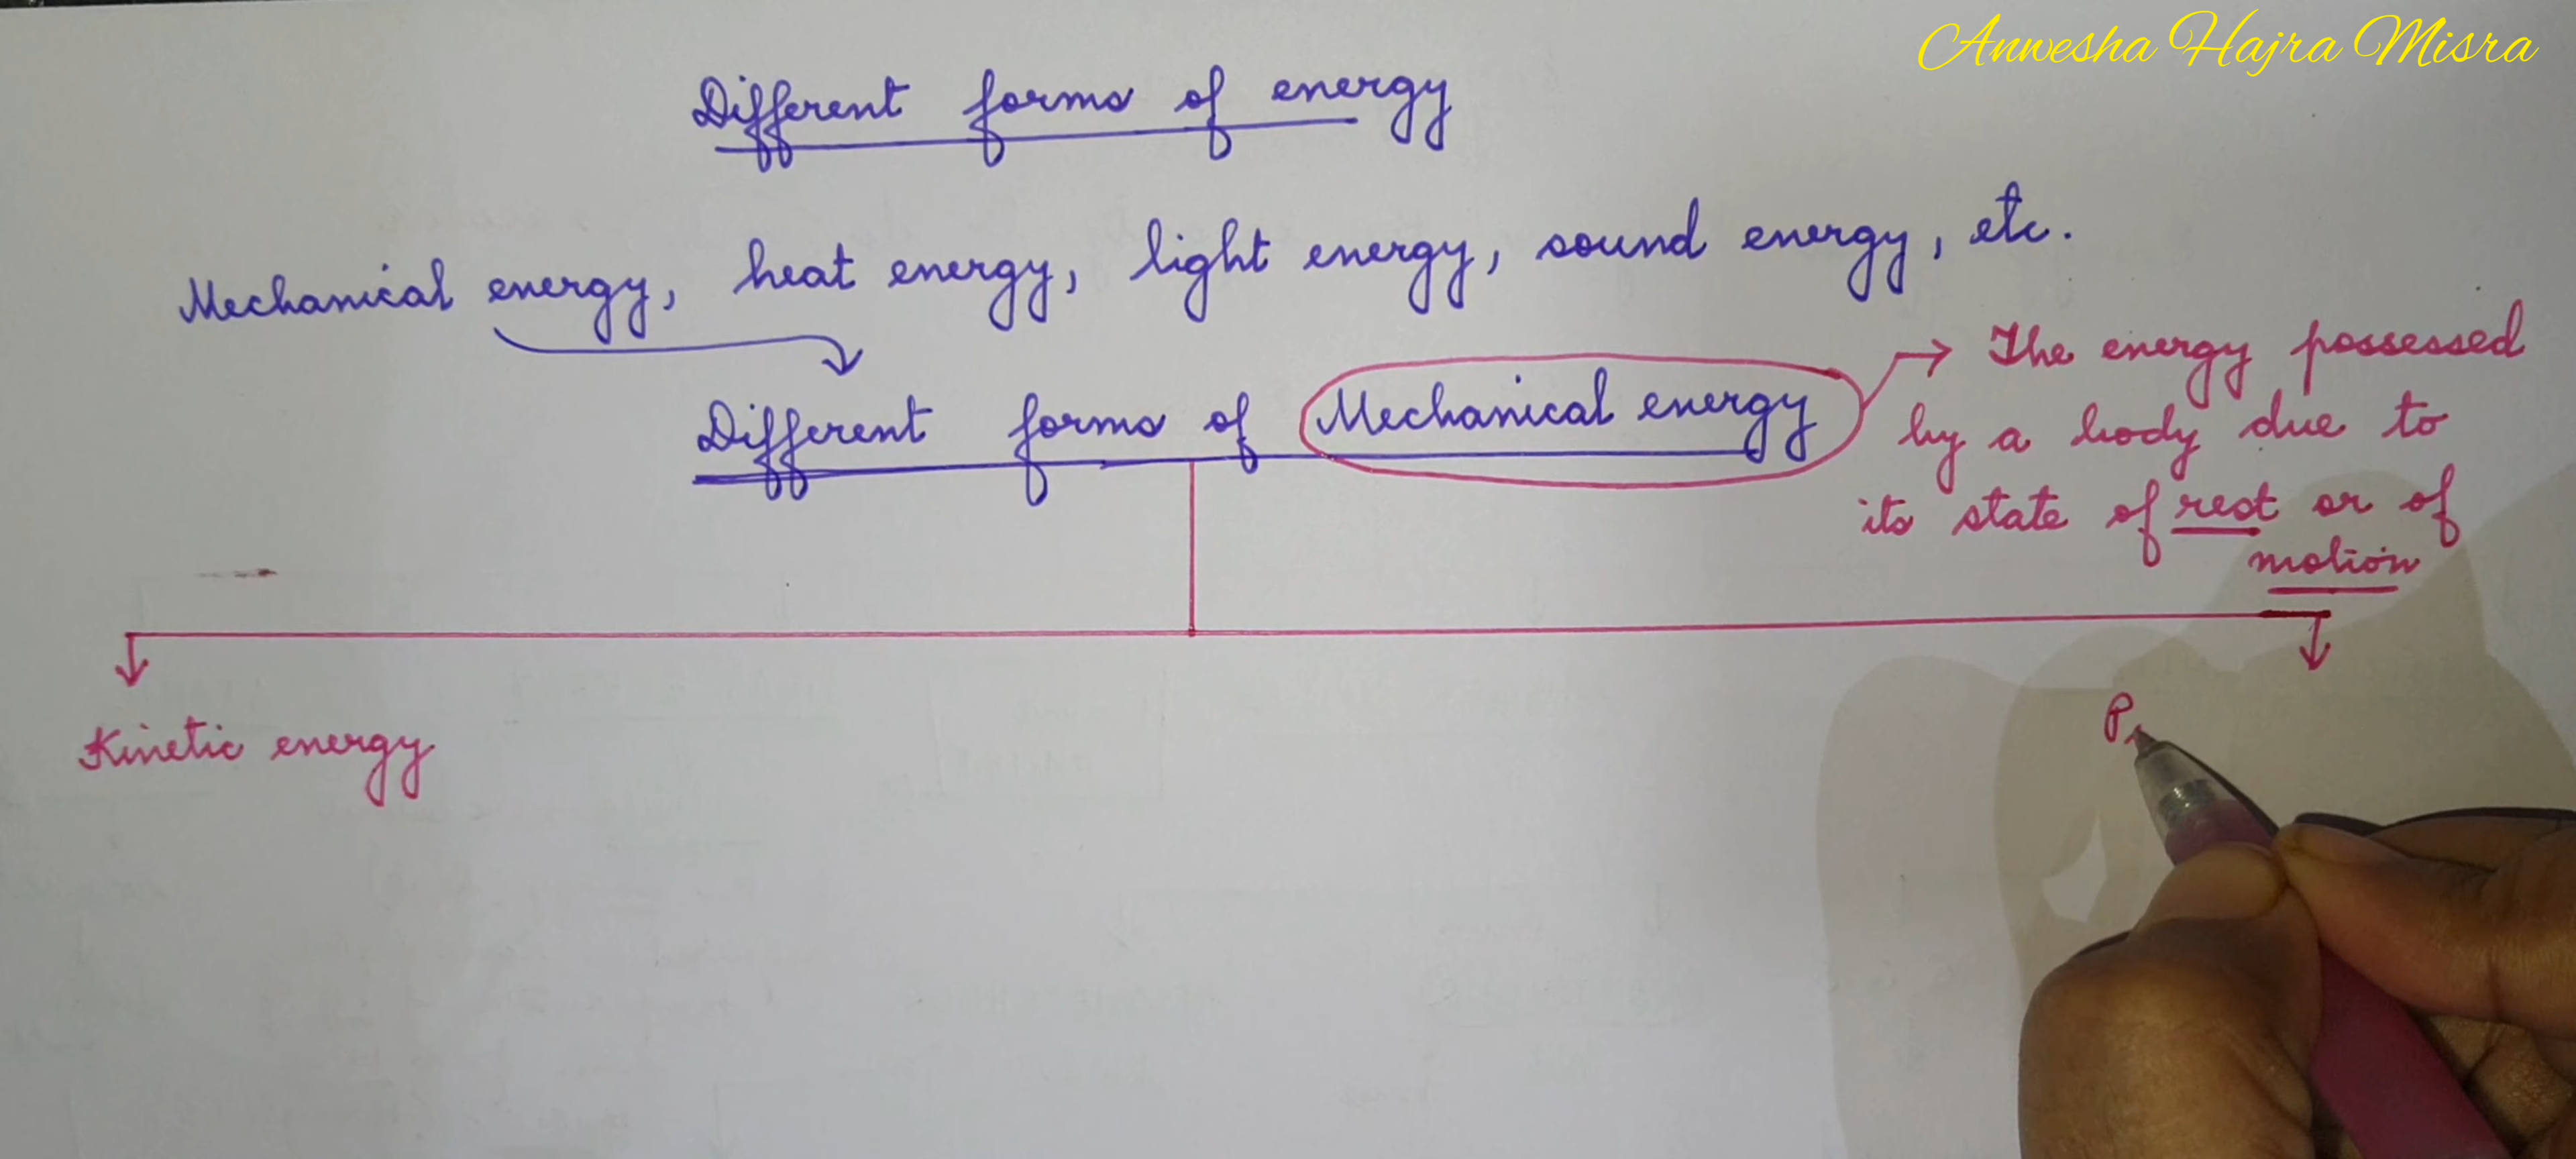 Anwesha Hajra Misra
Different forms of energy
Mechanical energy, heat energy, light energy, sound energy, etc.
Different forms of Mechanical energy
→ The energy possessed
by a body due to
its state of rest or of
motion
Kinetic energy
P